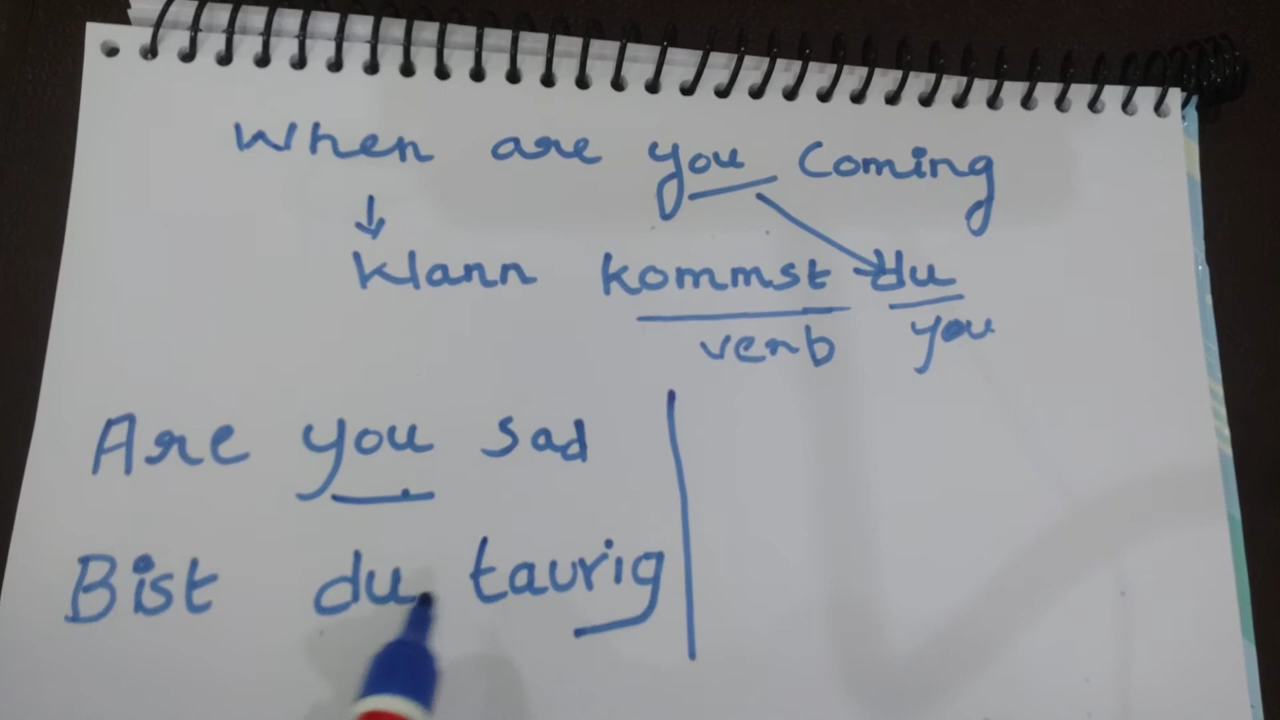 When are you Coming
klann kommst du
verb you
Are you sad
Bist du taurig